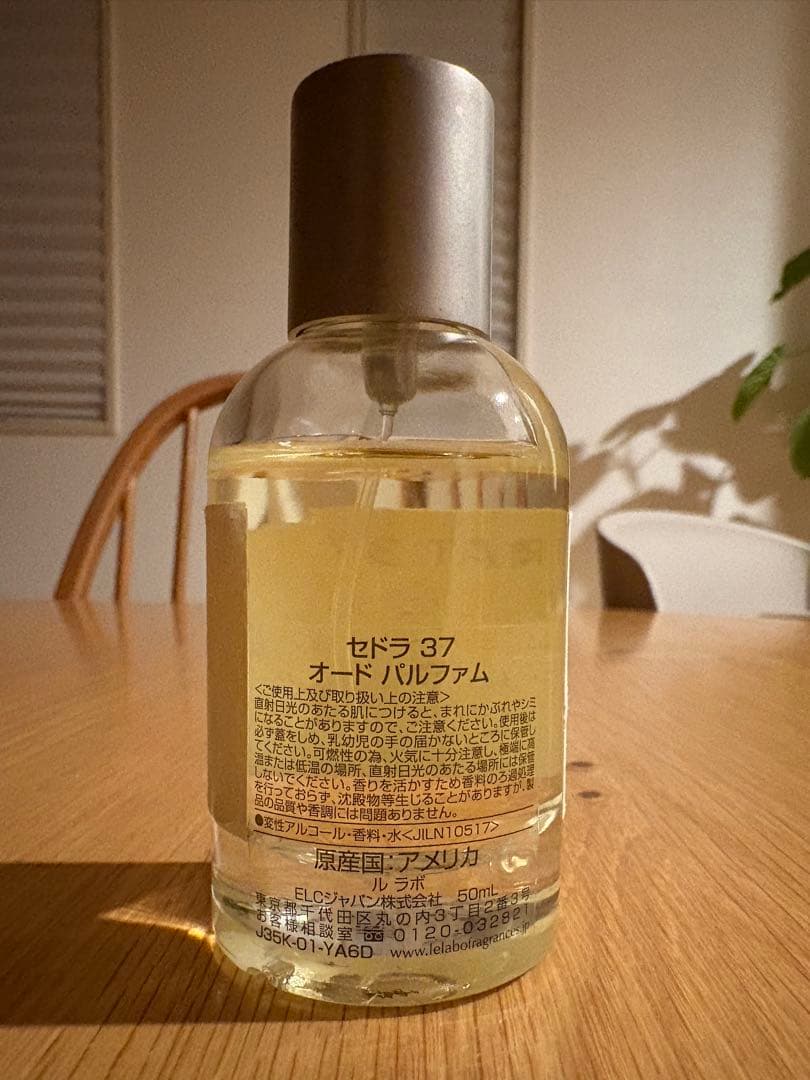 セドラ 37
オード パルファム
<ご使用上及び取り扱い上の注意>
直射日光のあたる肌につけると、まれにかぶれやシミ
になることがありますので、ご注意ください。使用後は
必ず蓋をしめ、乳幼児の手の届かないところに保管し
てください。可燃性の為、火気に十分注意し、極端に高
温または低温の場所、直射日光のあたる場所には保管
しないでください。香りを活かすため香料のろ過処理
を行っておらず、沈殿物等生じることがありますが、製
品の品質や香調には問題ありません。
●変性アルコール・香料・水<JILN10517>
原産国:アメリカ
ル ラボ
ELCジャパン株式会社 50mL
東京都千代田区丸の内3丁目2番3号
お客様相談室 0120-032821
J35K-01-YA6D www.lelabofragrances.jp